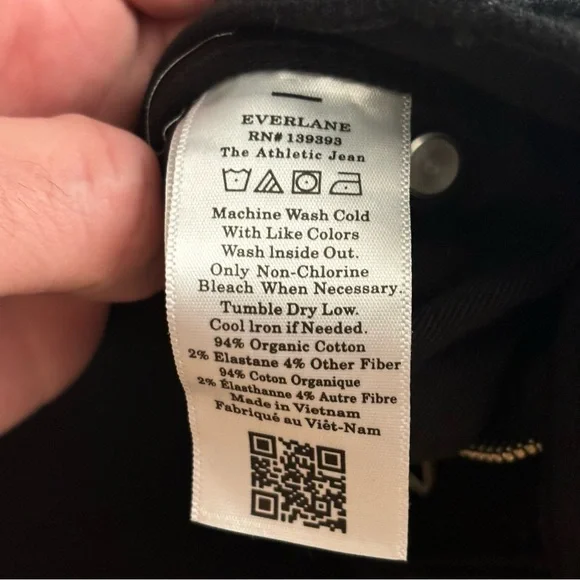 EVERLANE
RN# 139393
The Athletic Jean
Machine Wash Cold
With Like Colors
Wash Inside Out.
Only Non-Chlorine
Bleach When Necessary.
Tumble Dry Low.
Cool Iron if Needed.
94% Organic Cotton
2% Elastane 4% Other Fiber
94% Coton Organique
2% Élasthanne 4% Autre Fibre
Made in Vietnam
Fabriqué au Viêt-Nam